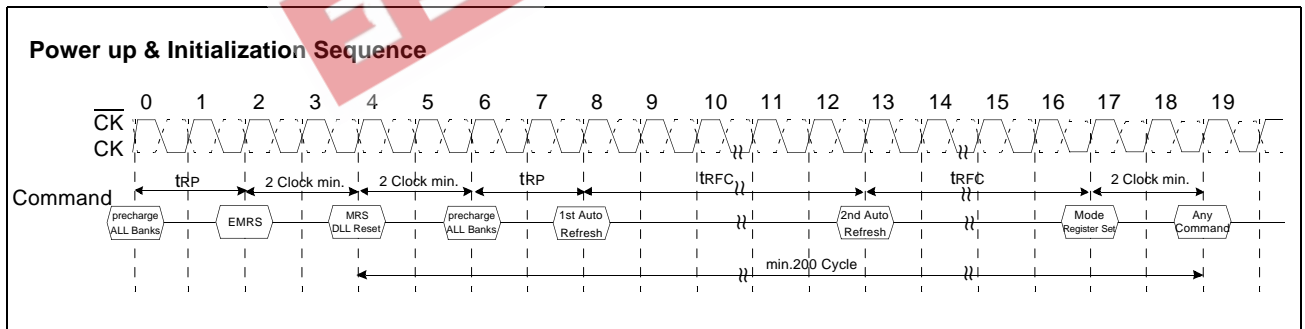 Power up & Initialization Sequence
0 1 2 3 4 5 6 7 8 9 10 11 12 13 14 15 16 17 18 19
CK
CK
tRP 2 Clock min. 2 Clock min. tRP tRFC tRFC 2 Clock min.
Command
precharge ALL Banks
EMRS
MRS DLL Reset
precharge ALL Banks
1st Auto Refresh
2nd Auto Refresh
Mode Register Set
Any Command
min.200 Cycle